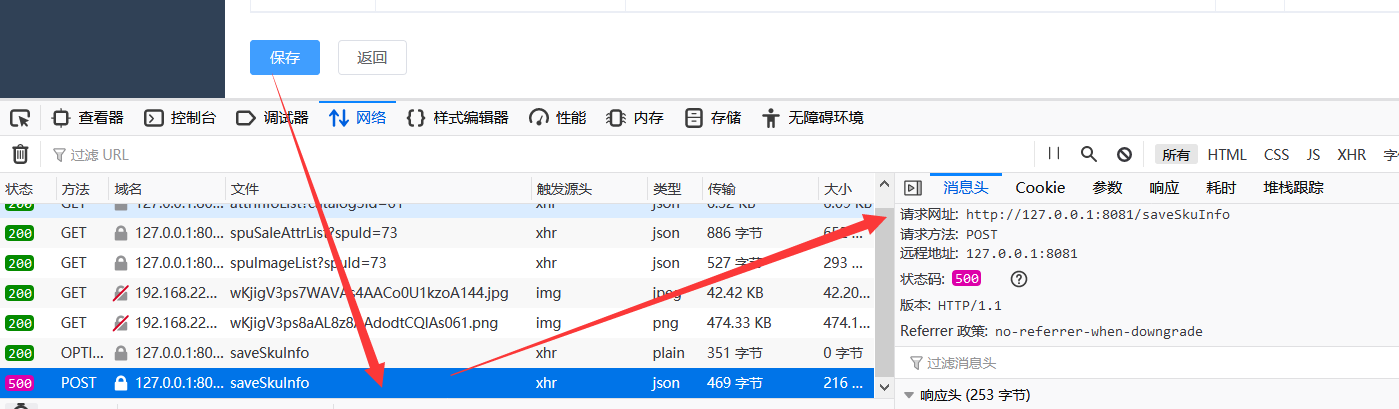 保存 返回
查看器 控制台 调试器 网络 样式编辑器 性能 内存 存储 无障碍环境
过滤 URL 所有 HTML CSS JS XHR
状态 方法 域名 文件 触发源头 类型 传输 大小 消息头 Cookie 参数 响应 耗时 堆栈跟踪
200 GET 127.0.0.1:80... attrInfoList?catalog3Id=61 xhr json 6.52 KB 6.09 KB
200 GET 127.0.0.1:80... spuSaleAttrList?spuId=73 xhr json 886 字节
200 GET 127.0.0.1:80... spuImageList?spuId=73 xhr json 527 字节 293 ...
200 GET 192.168.22... wKjigV3ps7WAVAs4AACo0U1kzoA144.jpg img jpeg 42.42 KB 42.20...
200 GET 192.168.22... img png 474.33 KB 474.1...
200 OPTI... 127.0.0.1:80... saveSkuInfo xhr plain 351 字节 0 字节
500 POST 127.0.0.1:80... saveSkuInfo xhr json 469 字节 216 ...
请求网址: http://127.0.0.1:8081/saveSkuInfo
请求方法: POST
远程地址: 127.0.0.1:8081
状态码: 500
版本: HTTP/1.1
Referrer 政策: no-referrer-when-downgrade
过滤消息头
响应头 (253 字节)